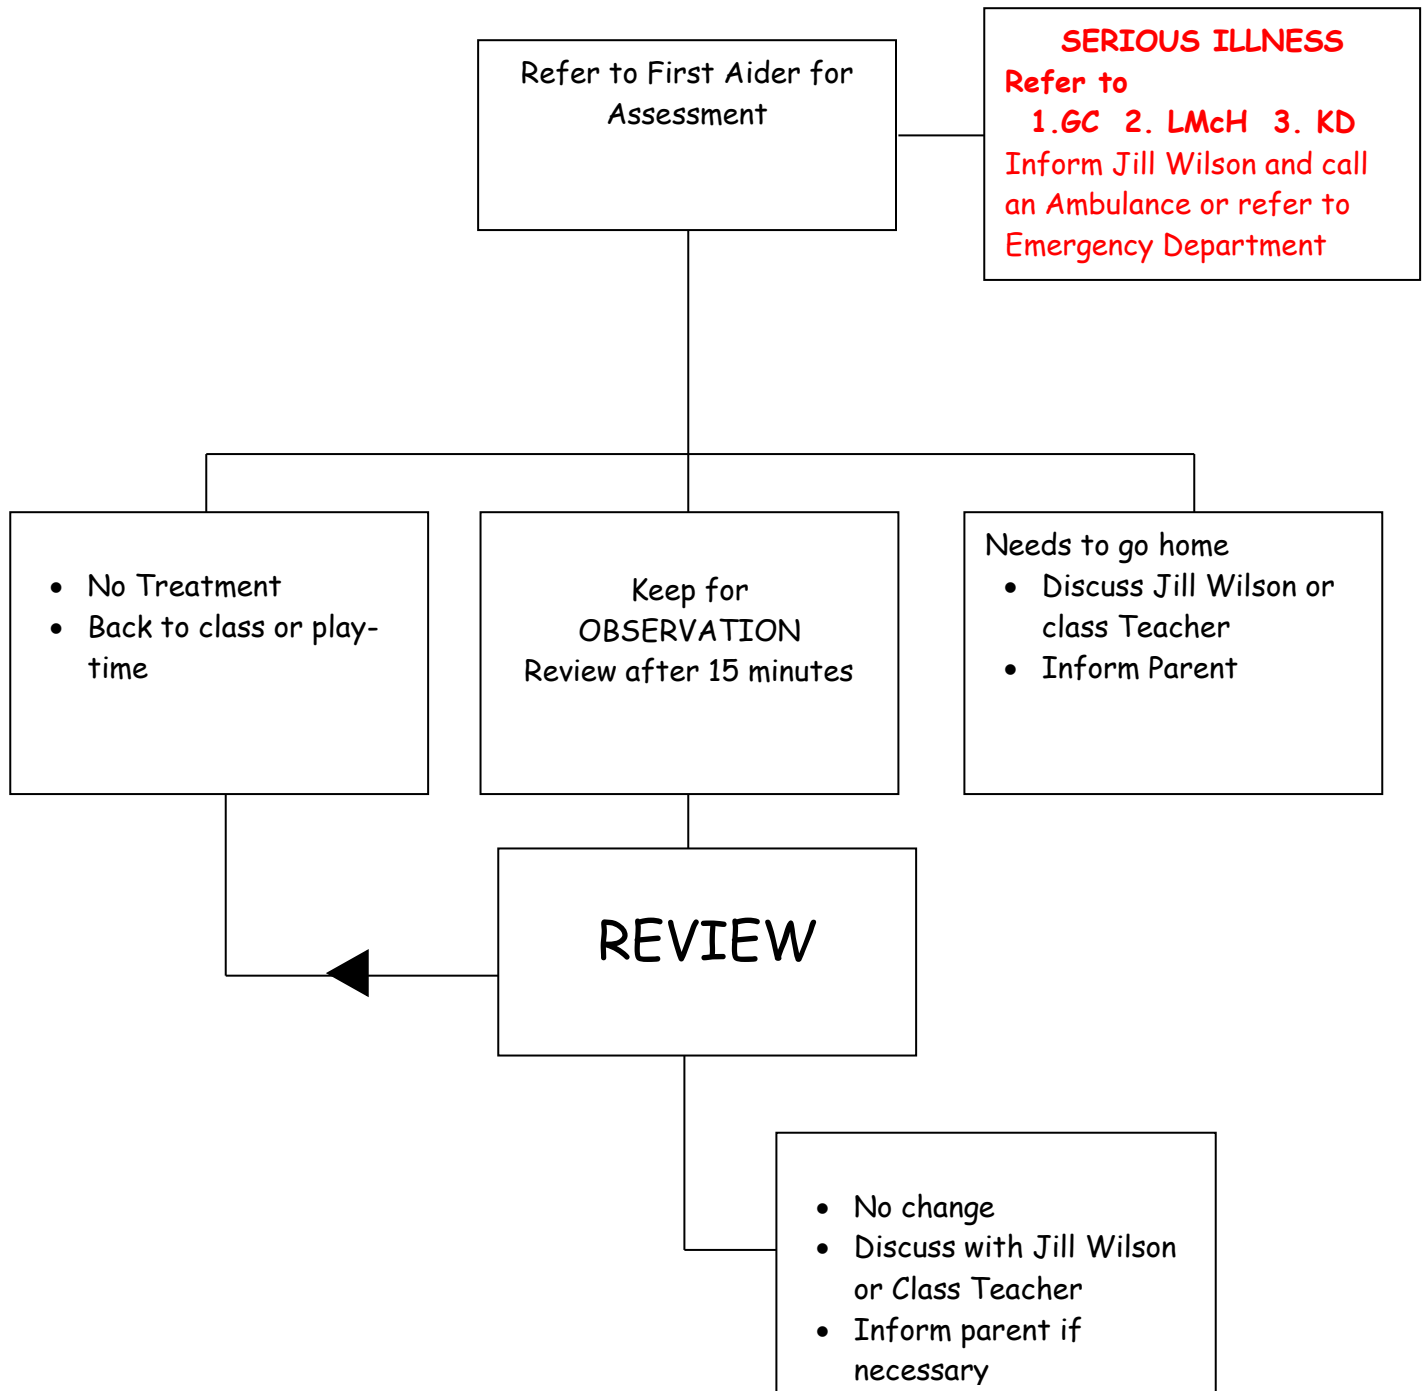 Refer to First Aider for
Assessment
SERIOUS ILLNESS
Refer to
1.GC 2. LMcH 3. KD
Inform Jill Wilson and call
an Ambulance or refer to
Emergency Department
• No Treatment
• Back to class or play-
time
Keep for
OBSERVATION
Review after 15 minutes
Needs to go home
• Discuss Jill Wilson or
class Teacher
• Inform Parent
REVIEW
• No change
• Discuss with Jill Wilson
or Class Teacher
• Inform parent if
necessary